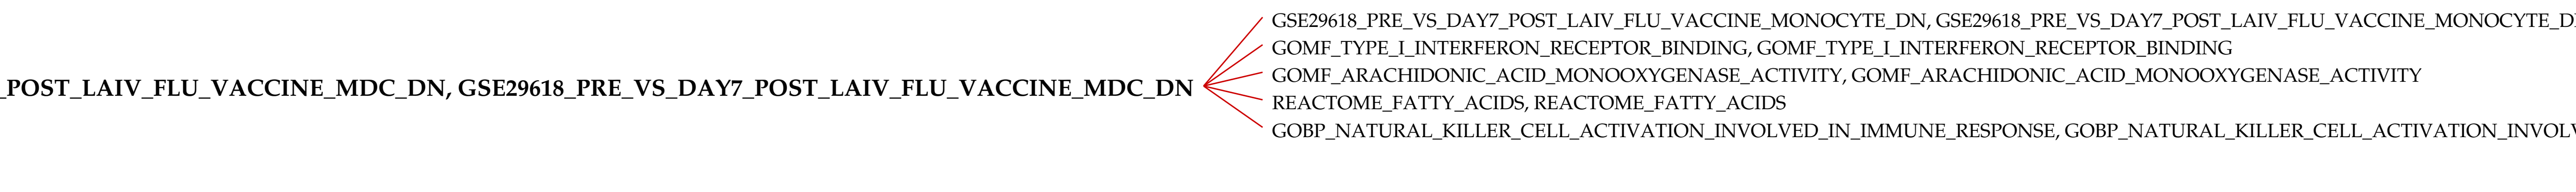 GSE29618_PRE_VS_DAY7_POST_LAIV_FLU_VACCINE_MONOCYTE_DN, GSE29618_PRE_VS_DAY7_POST_LAIV_FLU_VACCINE_MONOCYTE_D
GOMF_TYPE_I_INTERFERON_RECEPTOR_BINDING, GOMF_TYPE_I_INTERFERON_RECEPTOR_BINDING
GOMF_ARACHIDONIC_ACID_MONOOXYGENASE_ACTIVITY, GOMF_ARACHIDONIC_ACID_MONOOXYGENASE_ACTIVITY
_POST_LAIV_FLU_VACCINE_MDC_DN, GSE29618_PRE_VS_DAY7_POST_LAIV_FLU_VACCINE_MDC_DN
REACTOME_FATTY_ACIDS, REACTOME_FATTY_ACIDS
GOBP_NATURAL_KILLER_CELL_ACTIVATION_INVOLVED_IN_IMMUNE_RESPONSE, GOBP_NATURAL_KILLER_CELL_ACTIVATION_INVOLV